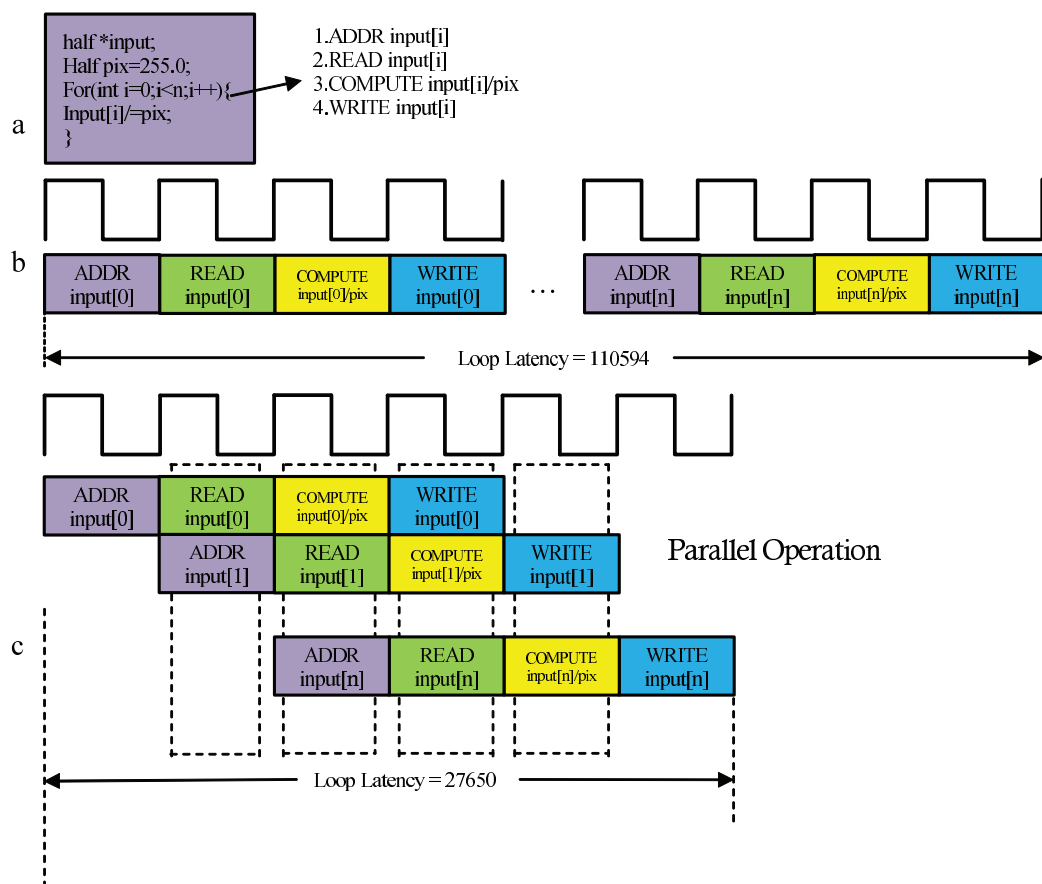 half *input;
Half pix=255.0;
For(int i=0;i<n;i++){
Input[i]/=pix;
}
1.ADDR input[i]
2.READ input[i]
3.COMPUTE input[i]/pix
4.WRITE input[i]
a
b
ADDR
input[0]
READ
input[0]
COMPUTE
input[0]/pix
WRITE
input[0]
...
ADDR
input[n]
READ
input[n]
COMPUTE
input[n]/pix
WRITE
input[n]
Loop Latency = 110594
ADDR
input[0]
READ
input[0]
COMPUTE
input[0]/pix
WRITE
input[0]
ADDR
input[1]
READ
input[1]
COMPUTE
input[1]/pix
WRITE
input[1]
Parallel Operation
c
ADDR
input[n]
READ
input[n]
COMPUTE
input[n]/pix
WRITE
input[n]
Loop Latency = 27650